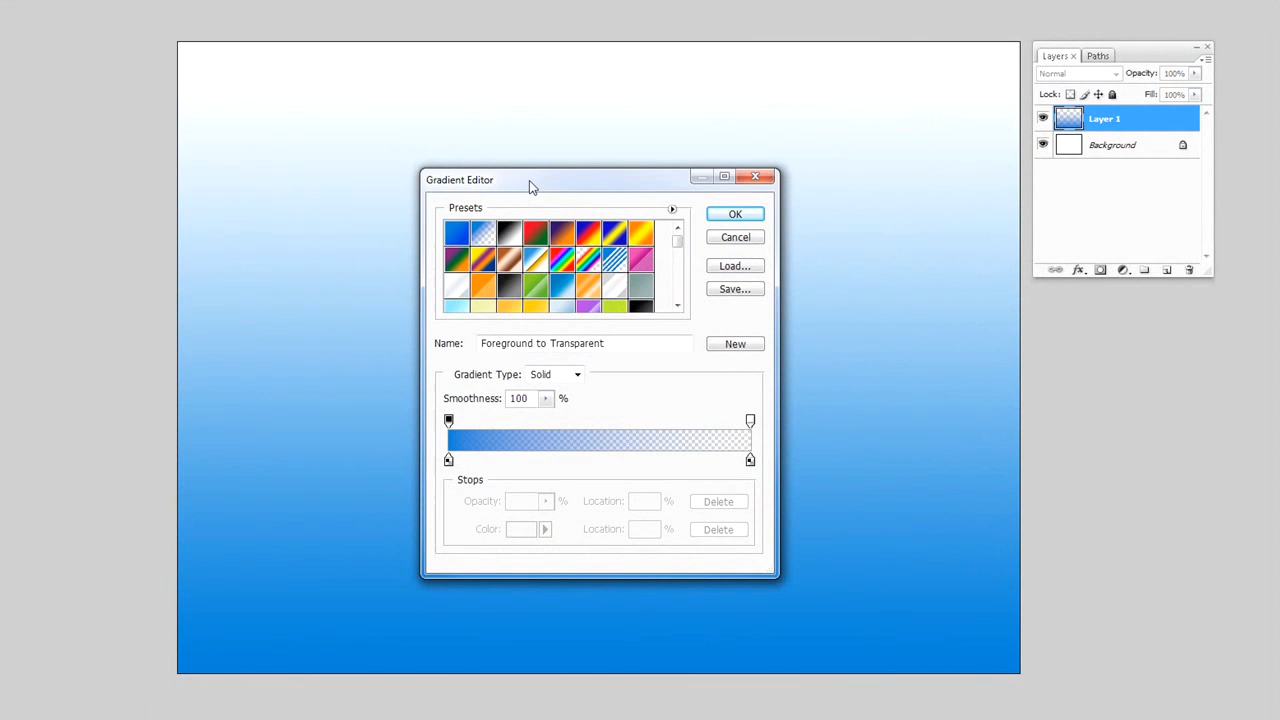 Layers × Paths
Normal Opacity: 100%
Lock: Fill: 100%
Layer 1
Background
Gradient Editor
Presets
OK
Cancel
Load...
Save...
Name: Foreground to Transparent New
Gradient Type: Solid
Smoothness: 100 %
Stops
Opacity: % Location: % Delete
Color: Location: % Delete